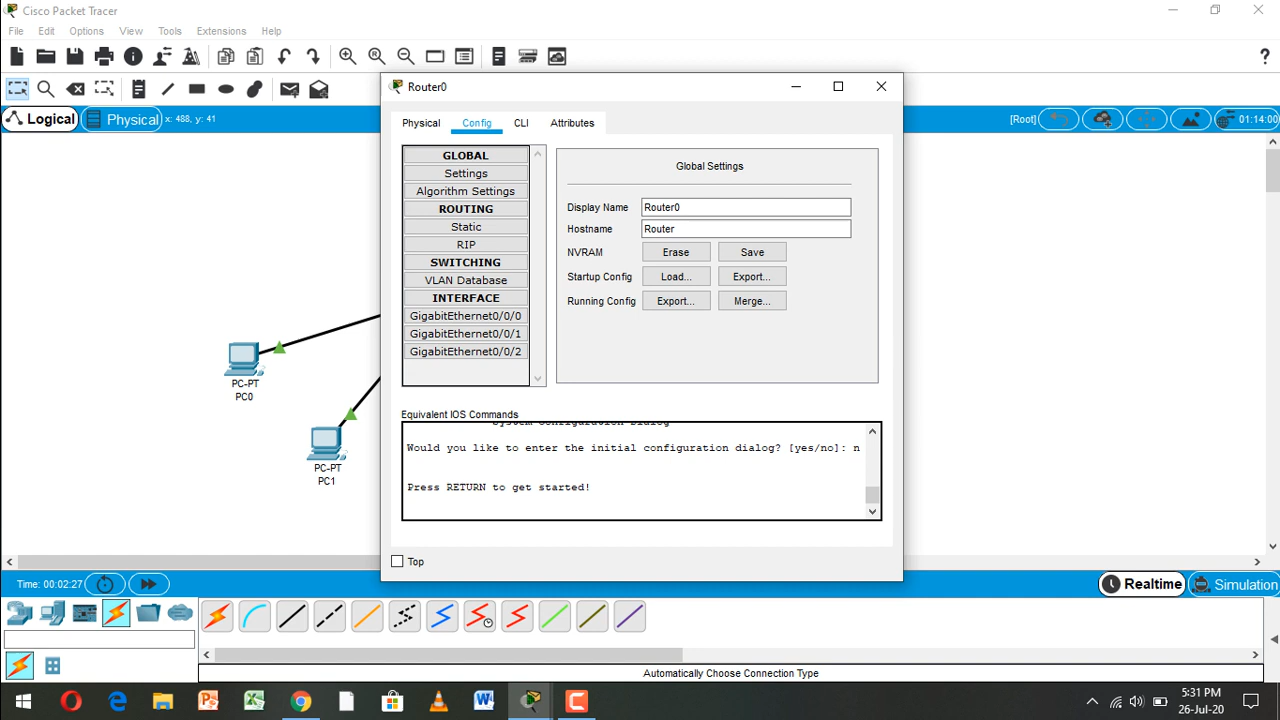 Cisco Packet Tracer
File Edit Options View Tools Extensions Help
?
Logical Physical x: 488, y: 41
[Root] 01:14:00
Router0
Physical Config CLI Attributes
GLOBAL
Settings
Algorithm Settings
ROUTING
Static
RIP
SWITCHING
VLAN Database
INTERFACE
GigabitEthernet0/0/0
GigabitEthernet0/0/1
GigabitEthernet0/0/2
Global Settings
Display Name Router0
Hostname Router
NVRAM Erase Save
Startup Config Load... Export...
Running Config Export... Merge...
PC-PT
PC0
PC-PT
PC1
Equivalent IOS Commands
System Configuration Dialog
Would you like to enter the initial configuration dialog? [yes/no]: n
Press RETURN to get started!
Top
Time: 00:02:27
Realtime Simulation
Automatically Choose Connection Type
5:31 PM
26-Jul-20